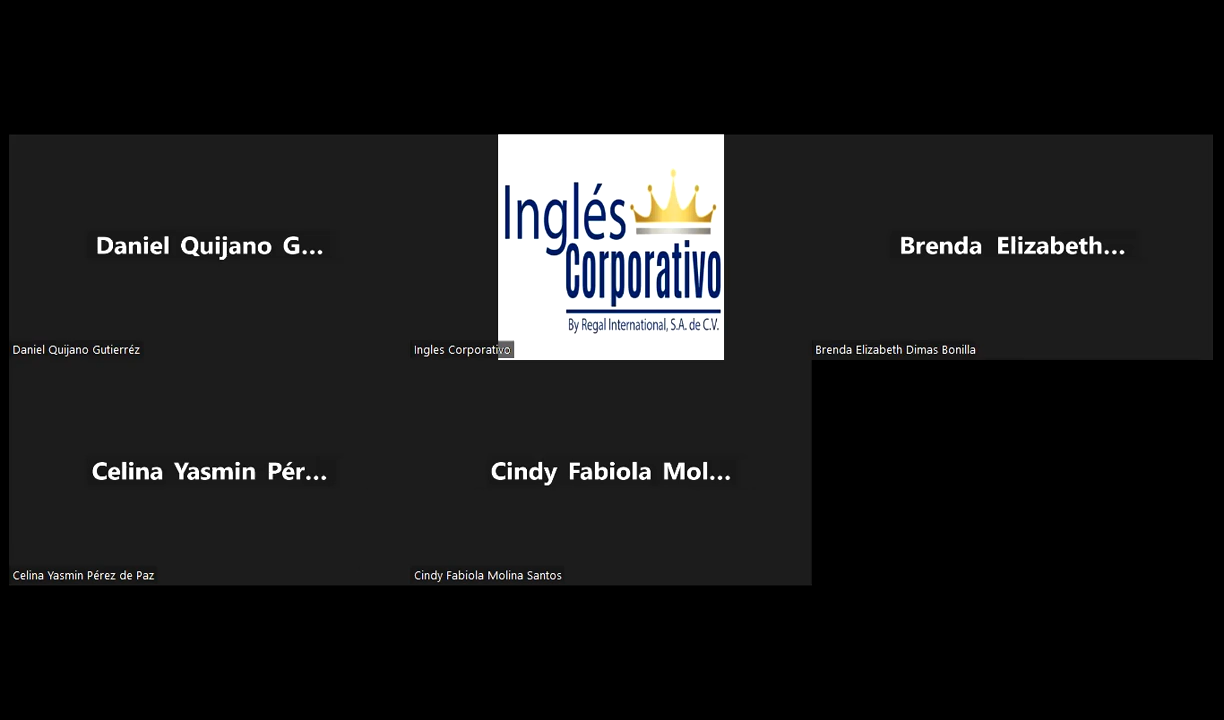 Daniel Quijano G...
Daniel Quijano Gutierréz
Inglés
Corporativo
By Regal International, S.A. de C.V.
Ingles Corporativo
Brenda Elizabeth...
Brenda Elizabeth Dimas Bonilla
Celina Yasmin Pér...
Celina Yasmin Pérez de Paz
Cindy Fabiola Mol...
Cindy Fabiola Molina Santos